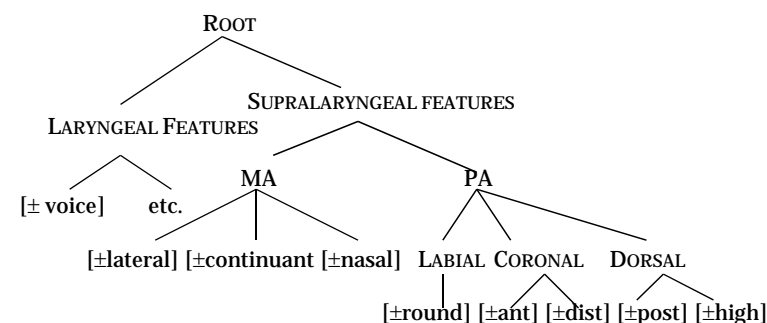 ROOT
SUPRALARYNGEAL FEATURES
LARYNGEAL FEATURES
MA PA
[± voice] etc.
[±lateral] [±continuant [±nasal] LABIAL CORONAL DORSAL
[±round] [±ant] [±dist] [±post] [±high]